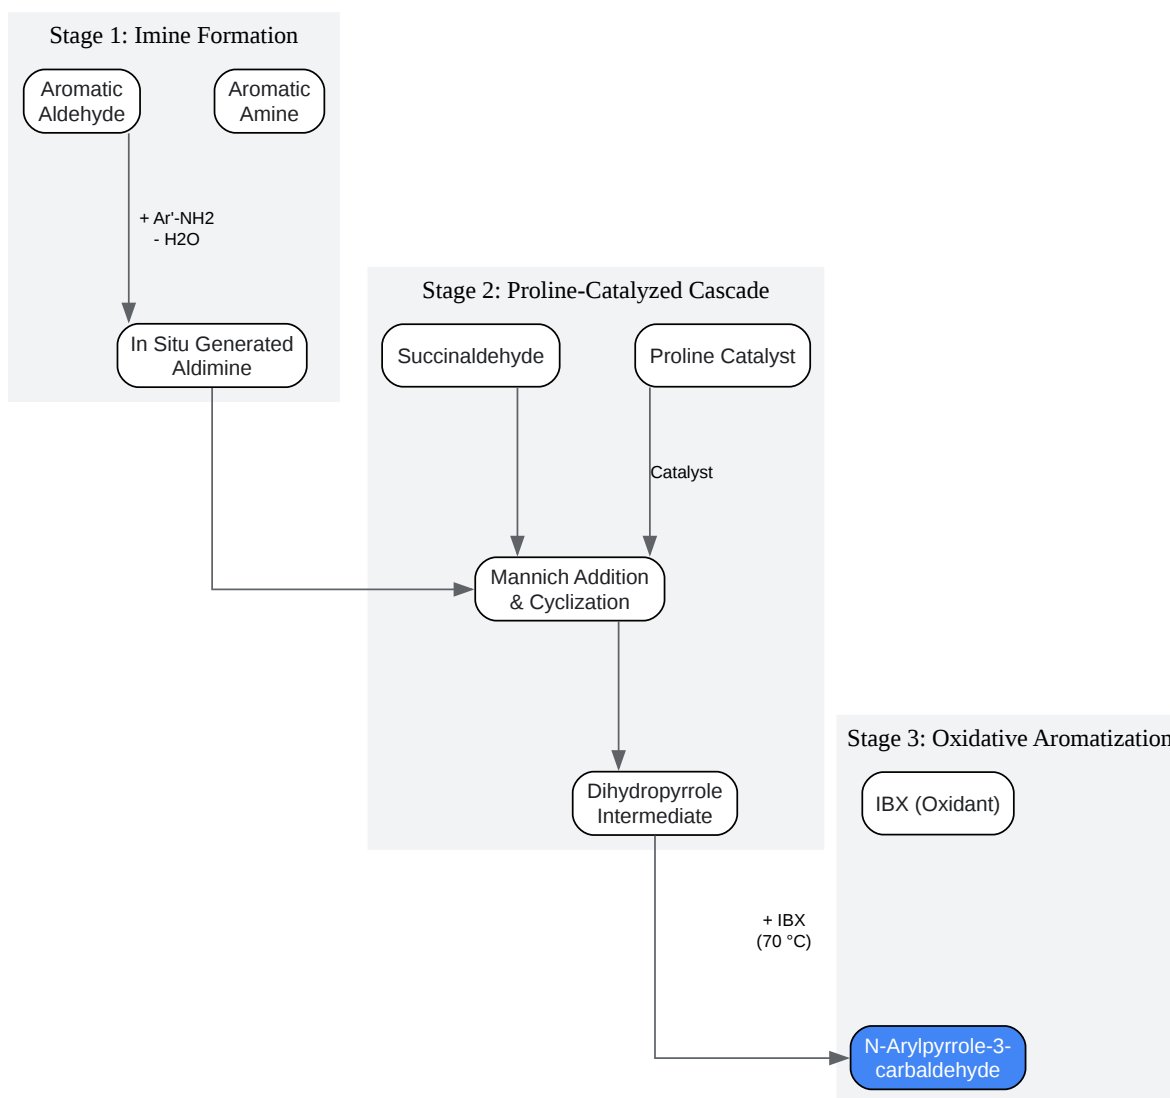 Stage 1: Imine Formation
Aromatic
Aldehyde
Aromatic
Amine
+ Ar'-NH2
- H2O
In Situ Generated
Aldimine
Stage 2: Proline-Catalyzed Cascade
Succinaldehyde
Proline Catalyst
Catalyst
Mannich Addition
& Cyclization
Dihydropyrrole
Intermediate
Stage 3: Oxidative Aromatization
IBX (Oxidant)
+ IBX
(70 °C)
N-Arylpyrrole-3-
carbaldehyde